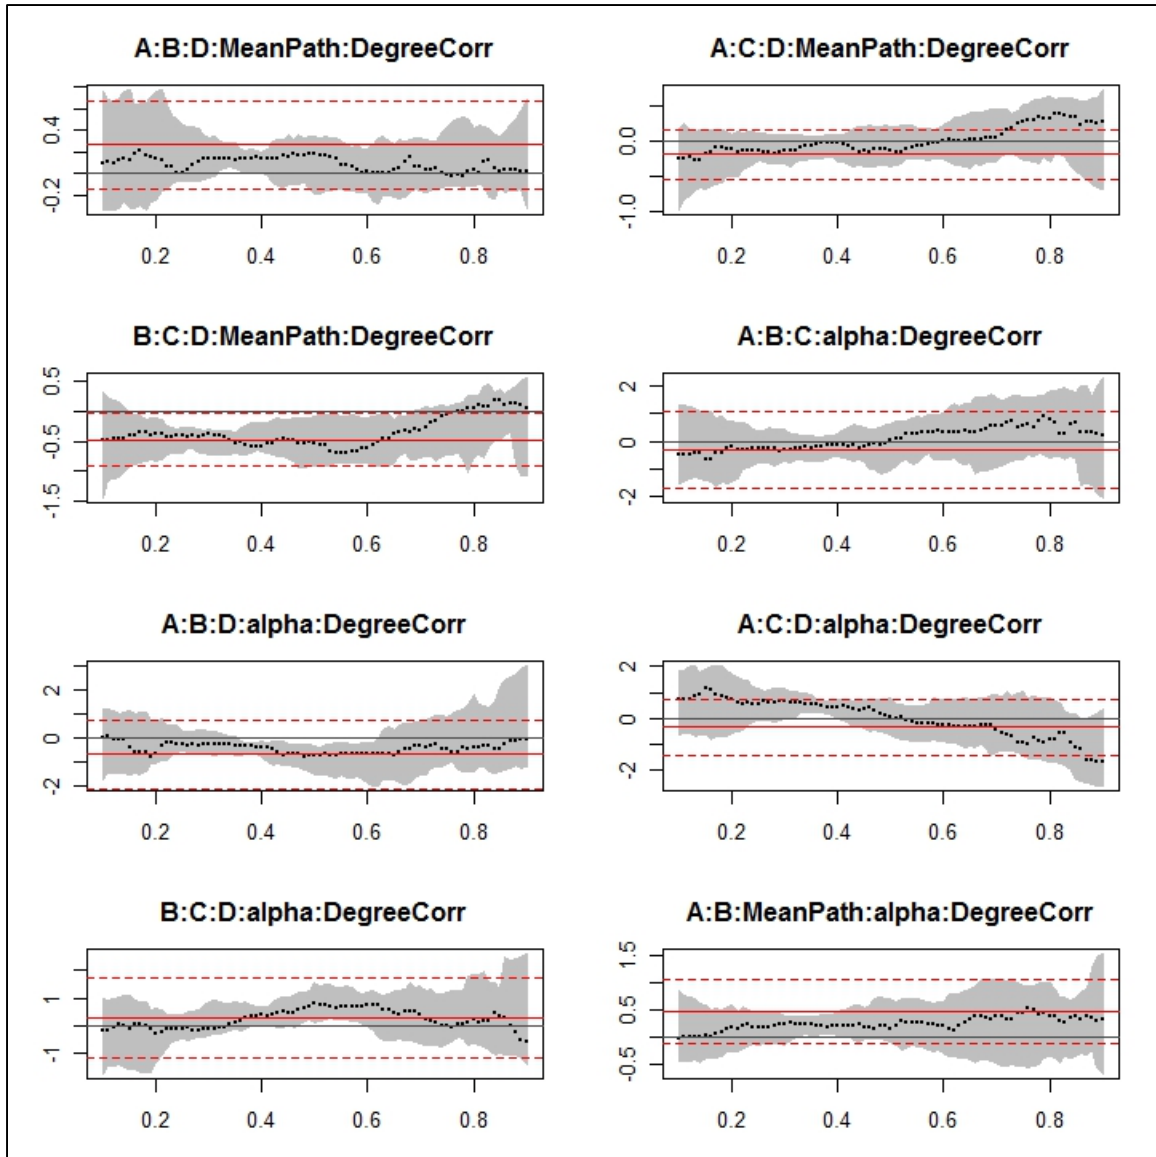 A:B:D:MeanPath:DegreeCorr
0.4
-0.2
0.2 0.4 0.6 0.8
A:C:D:MeanPath:DegreeCorr
0.0
-1.0
0.2 0.4 0.6 0.8
B:C:D:MeanPath:DegreeCorr
0.5
-0.5
-1.5
0.2 0.4 0.6 0.8
A:B:C:alpha:DegreeCorr
2
0
-2
0.2 0.4 0.6 0.8
A:B:D:alpha:DegreeCorr
2
0
-2
0.2 0.4 0.6 0.8
A:C:D:alpha:DegreeCorr
2
0
-2
0.2 0.4 0.6 0.8
B:C:D:alpha:DegreeCorr
1
-1
0.2 0.4 0.6 0.8
A:B:MeanPath:alpha:DegreeCorr
1.5
0.5
-0.5
0.2 0.4 0.6 0.8